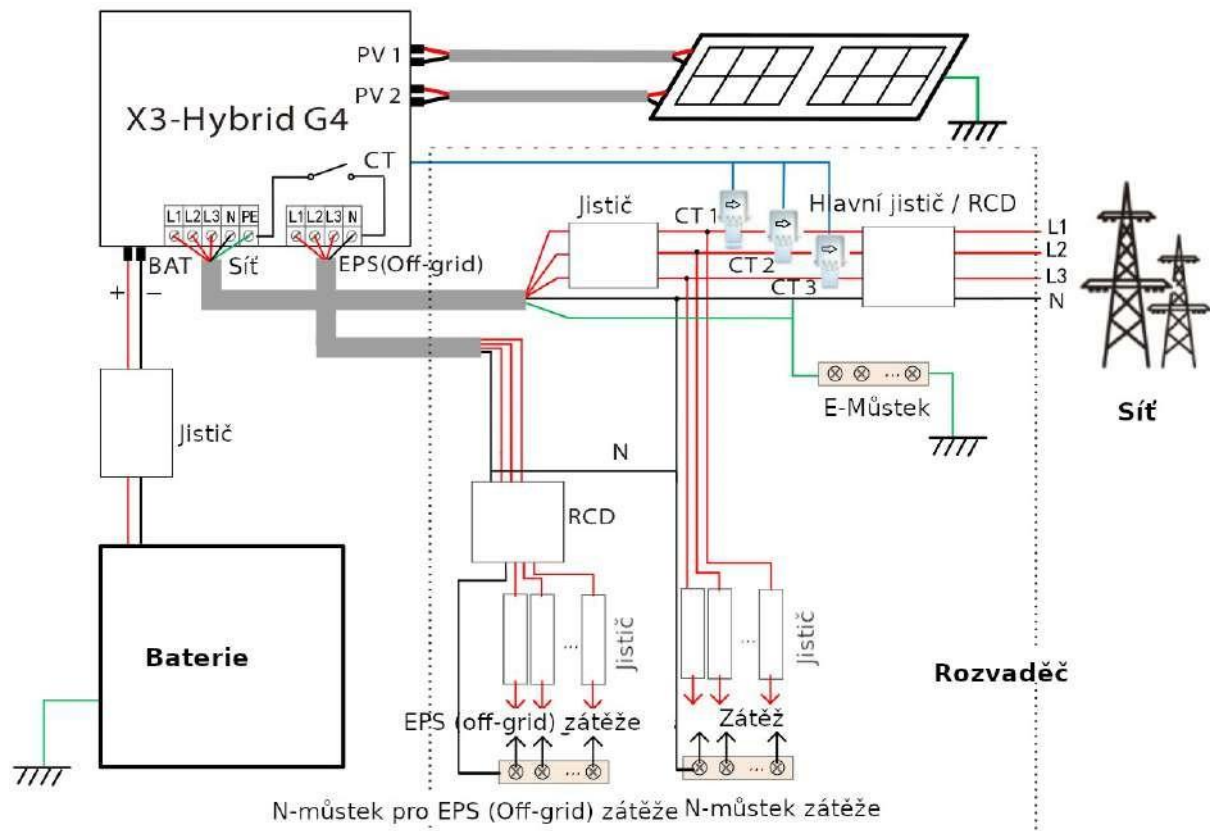 PV 1
PV 2
X3-Hybrid G4
CT
L1 L2 L3 N PE
L1 L2 L3 N
BAT
Síť
EPS(Off-grid)
+
−
Jistič
CT 1
CT 2
CT 3
Hlavní jistič / RCD
L1
L2
L3
N
...
E-Můstek
Síť
Jistič
N
RCD
...
Jistič
...
Jistič
Baterie
Rozvaděč
EPS (off-grid) zátěže
Zátěž
...
...
N-můstek pro EPS (Off-grid) zátěže
N-můstek zátěže